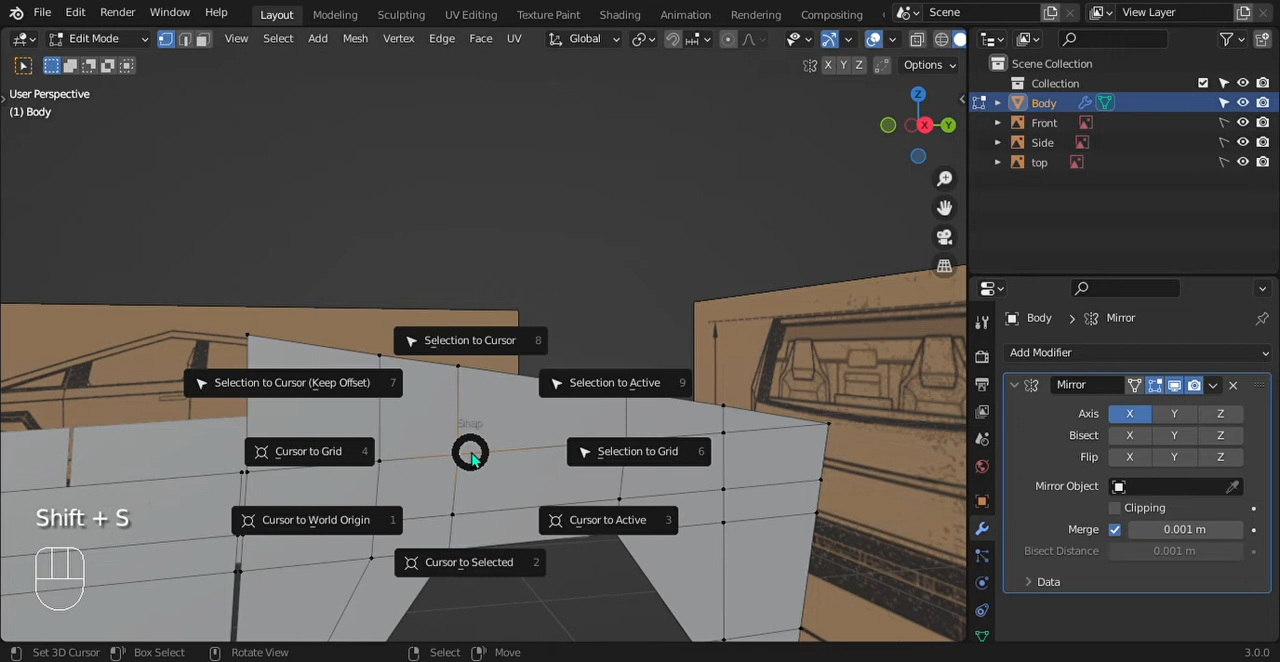 File Edit Render Window Help Layout Modeling Sculpting UV Editing Texture Paint Shading Animation Rendering Compositing Scene View Layer
Edit Mode View Select Add Mesh Vertex Edge Face UV Global
X Y Z Options
User Perspective
(1) Body
Z
X
Y
Scene Collection
Collection
Body
Front
Side
top
Body Mirror
Add Modifier
Mirror
Axis X Y Z
Bisect X Y Z
Flip X Y Z
Mirror Object
Clipping
Merge 0.001 m
Bisect Distance 0.001 m
Data
Selection to Cursor 8
Selection to Cursor (Keep Offset) 7
Selection to Active 9
Snap
Cursor to Grid 4
Selection to Grid 6
Cursor to World Origin 1
Cursor to Active 3
Cursor to Selected 2
Shift + S
Set 3D Cursor Box Select Rotate View Select Move 3.0.0